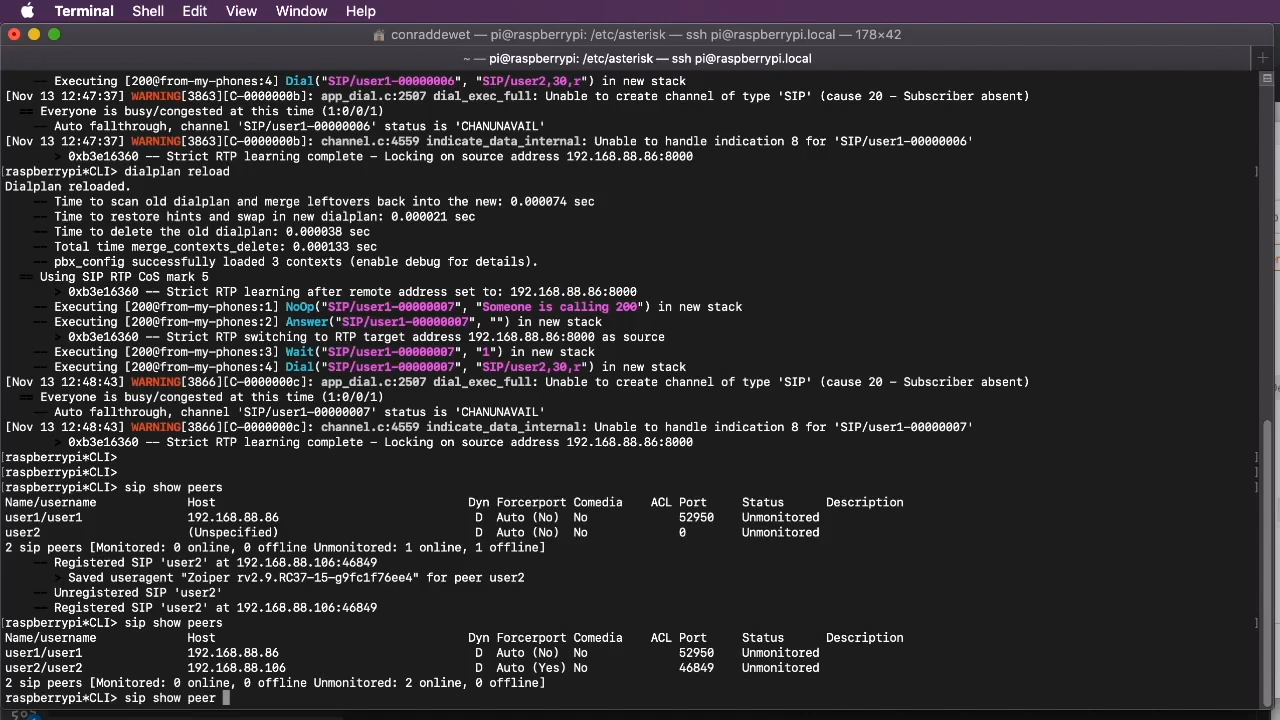 Terminal Shell Edit View Window Help
conraddewet — pi@raspberrypi: /etc/asterisk — ssh pi@raspberrypi.local — 178×42
~ — pi@raspberrypi: /etc/asterisk — ssh pi@raspberrypi.local
-- Executing [200@from-my-phones:4] Dial("SIP/user1-00000006", "SIP/user2,30,r") in new stack
[Nov 13 12:47:37] WARNING[3863][C-0000000b]: app_dial.c:2507 dial_exec_full: Unable to create channel of type 'SIP' (cause 20 - Subscriber absent)
== Everyone is busy/congested at this time (1:0/0/1)
-- Auto fallthrough, channel 'SIP/user1-00000006' status is 'CHANUNAVAIL'
[Nov 13 12:47:37] WARNING[3863][C-0000000b]: channel.c:4559 indicate_data_internal: Unable to handle indication 8 for 'SIP/user1-00000006'
> 0xb3e16360 -- Strict RTP learning complete - Locking on source address 192.168.88.86:8000
[raspberrypi*CLI> dialplan reload ]
Dialplan reloaded.
-- Time to scan old dialplan and merge leftovers back into the new: 0.000074 sec
-- Time to restore hints and swap in new dialplan: 0.000021 sec
-- Time to delete the old dialplan: 0.000038 sec
-- Total time merge_contexts_delete: 0.000133 sec
-- pbx_config successfully loaded 3 contexts (enable debug for details).
== Using SIP RTP CoS mark 5
> 0xb3e16360 -- Strict RTP learning after remote address set to: 192.168.88.86:8000
-- Executing [200@from-my-phones:1] NoOp("SIP/user1-00000007", "Someone is calling 200") in new stack
-- Executing [200@from-my-phones:2] Answer("SIP/user1-00000007", "") in new stack
> 0xb3e16360 -- Strict RTP switching to RTP target address 192.168.88.86:8000 as source
-- Executing [200@from-my-phones:3] Wait("SIP/user1-00000007", "1") in new stack
-- Executing [200@from-my-phones:4] Dial("SIP/user1-00000007", "SIP/user2,30,r") in new stack
[Nov 13 12:48:43] WARNING[3866][C-0000000c]: app_dial.c:2507 dial_exec_full: Unable to create channel of type 'SIP' (cause 20 - Subscriber absent)
== Everyone is busy/congested at this time (1:0/0/1)
-- Auto fallthrough, channel 'SIP/user1-00000007' status is 'CHANUNAVAIL'
[Nov 13 12:48:43] WARNING[3866][C-0000000c]: channel.c:4559 indicate_data_internal: Unable to handle indication 8 for 'SIP/user1-00000007'
> 0xb3e16360 -- Strict RTP learning complete - Locking on source address 192.168.88.86:8000
[raspberrypi*CLI> ]
[raspberrypi*CLI> ]
[raspberrypi*CLI> sip show peers ]
Name/username Host Dyn Forcerport Comedia ACL Port Status Description
user1/user1 192.168.88.86 D Auto (No) No 52950 Unmonitored
user2 (Unspecified) D Auto (No) No 0 Unmonitored
2 sip peers [Monitored: 0 online, 0 offline Unmonitored: 1 online, 1 offline]
-- Registered SIP 'user2' at 192.168.88.106:46849
> Saved useragent "Zoiper rv2.9.RC37-15-g9fc1f76ee4" for peer user2
-- Unregistered SIP 'user2'
-- Registered SIP 'user2' at 192.168.88.106:46849
[raspberrypi*CLI> sip show peers ]
Name/username Host Dyn Forcerport Comedia ACL Port Status Description
user1/user1 192.168.88.86 D Auto (No) No 52950 Unmonitored
user2/user2 192.168.88.106 D Auto (Yes) No 46849 Unmonitored
2 sip peers [Monitored: 0 online, 0 offline Unmonitored: 2 online, 0 offline]
raspberrypi*CLI> sip show peer